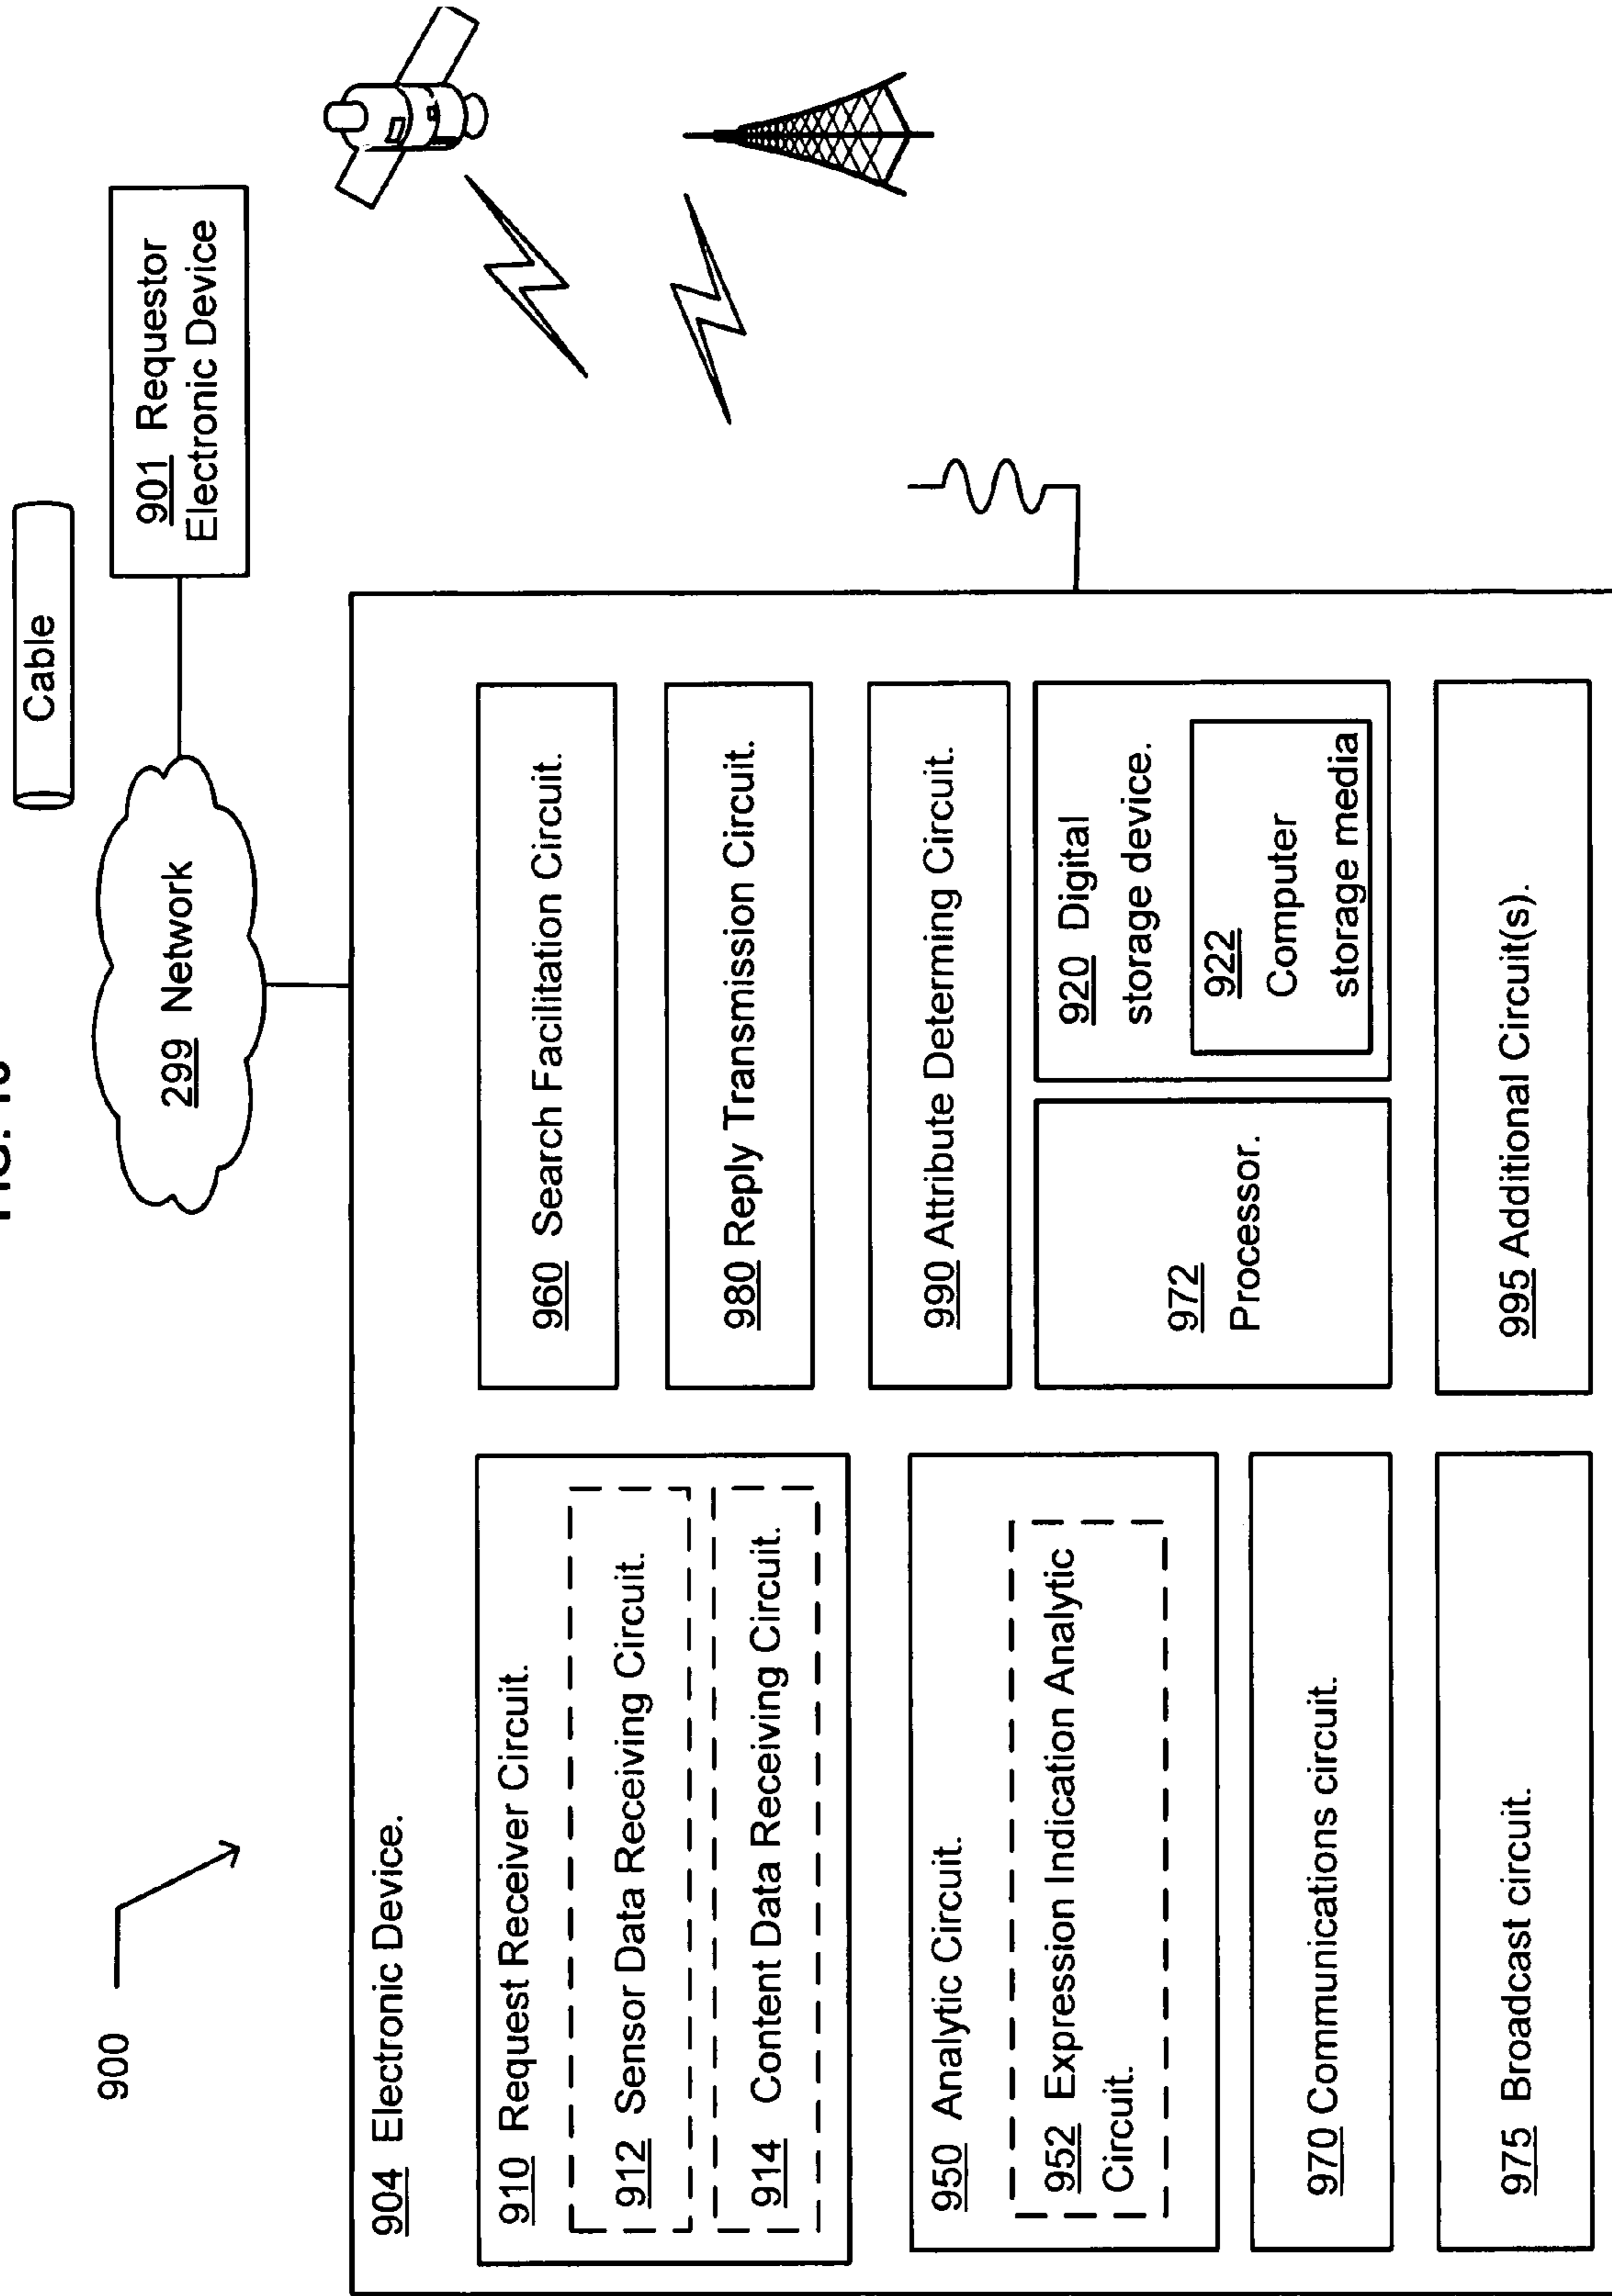 Cable
299 Network
901 Requestor
Electronic Device
900
904 Electronic Device.
910 Request Receiver Circuit.
912 Sensor Data Receiving Circuit.
914 Content Data Receiving Circuit.
950 Analytic Circuit.
952 Expression Indication Analytic
Circuit.
970 Communications circuit.
975 Broadcast circuit.
960 Search Facilitation Circuit.
980 Reply Transmission Circuit.
990 Attribute Determining Circuit.
972
Processor.
920 Digital
storage device.
922
Computer
storage media
995 Additional Circuit(s).